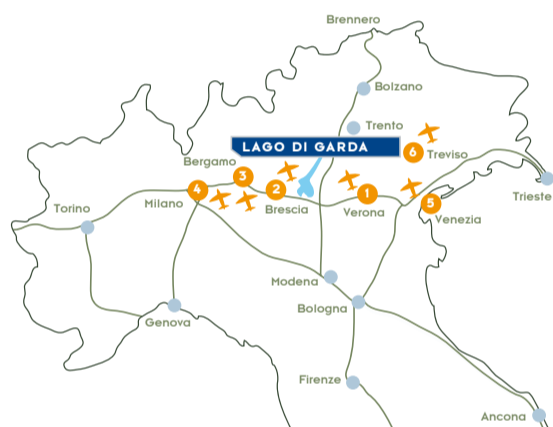 Brennero
Bolzano
Trento
LAGO DI GARDA
6
Treviso
Bergamo
3
4
2
1
Trieste
Milano
Brescia
Verona
5
Venezia
Torino
Modena
Bologna
Genova
Firenze
Ancona